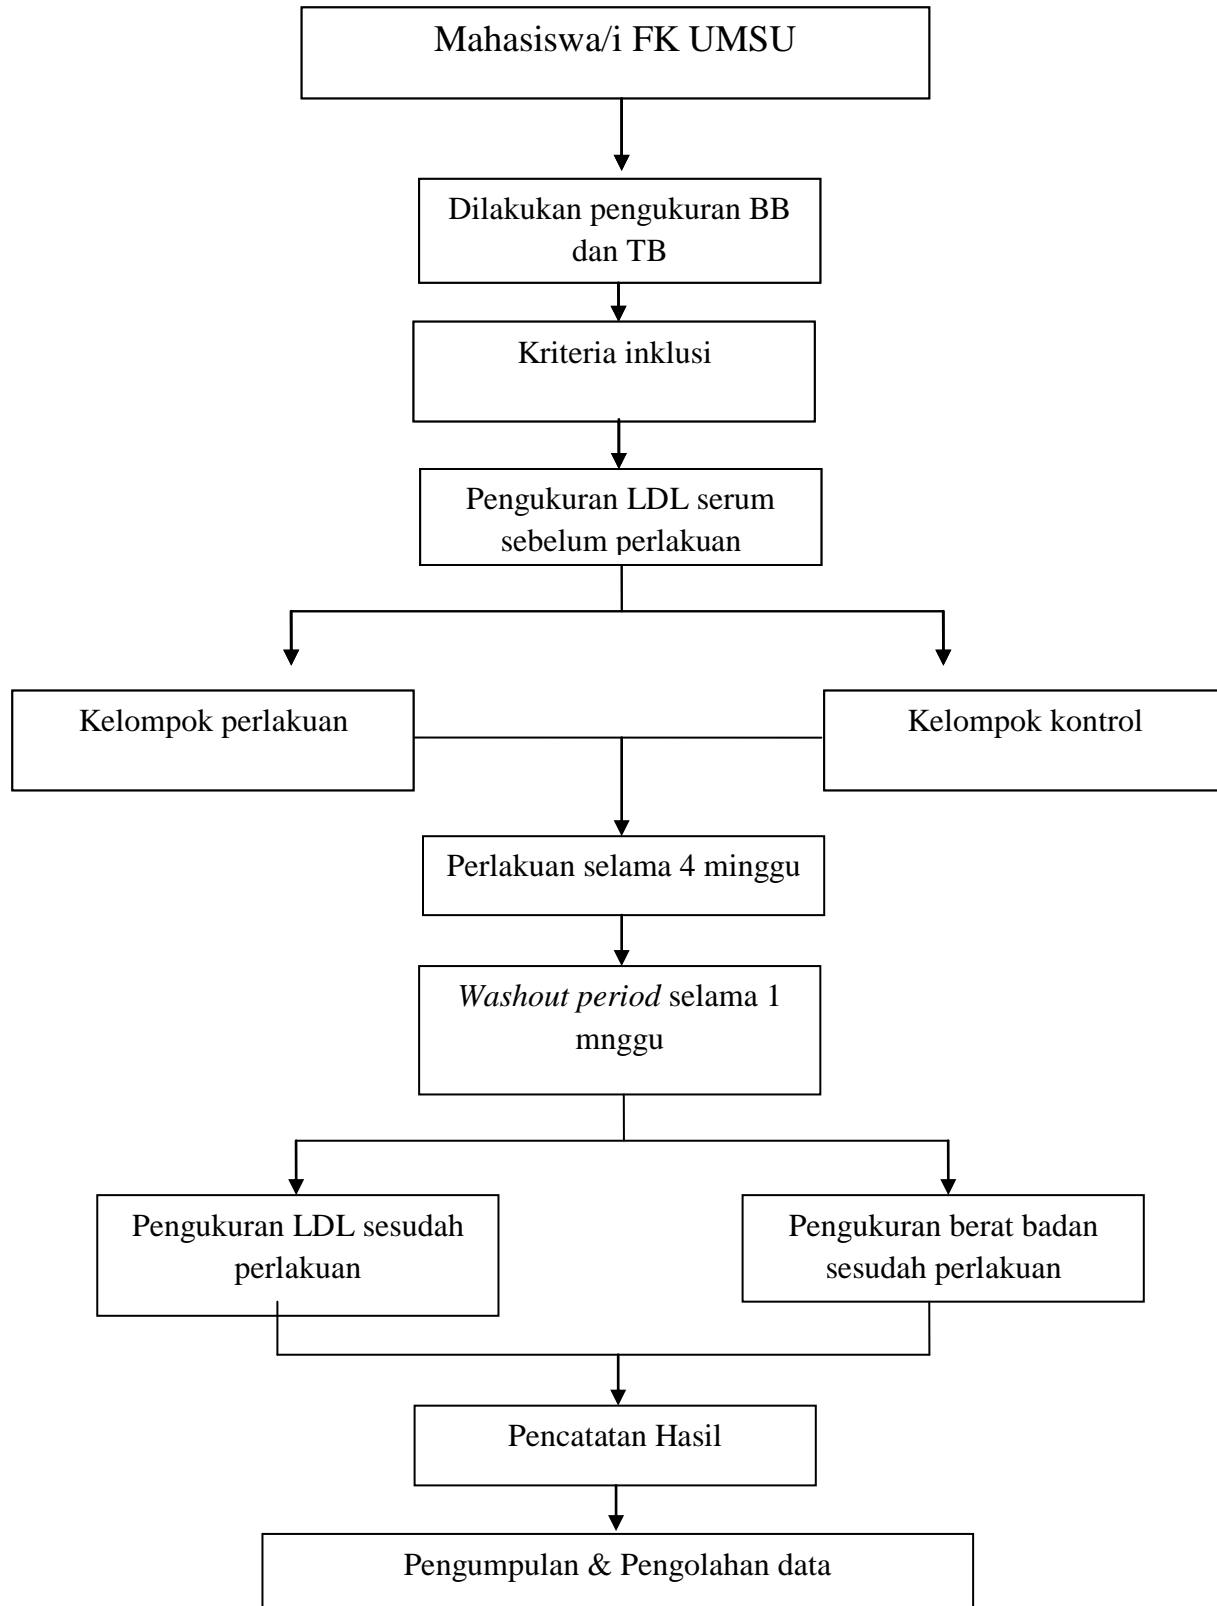 Mahasiswa/i FK UMSU
Dilakukan pengukuran BB
dan TB
Kriteria inklusi
Pengukuran LDL serum
sebelum perlakuan
Kelompok perlakuan
Kelompok kontrol
Perlakuan selama 4 minggu
Washout period selama 1
mnggu
Pengukuran LDL sesudah
perlakuan
Pengukuran berat badan
sesudah perlakuan
Pencatatan Hasil
Pengumpulan & Pengolahan data